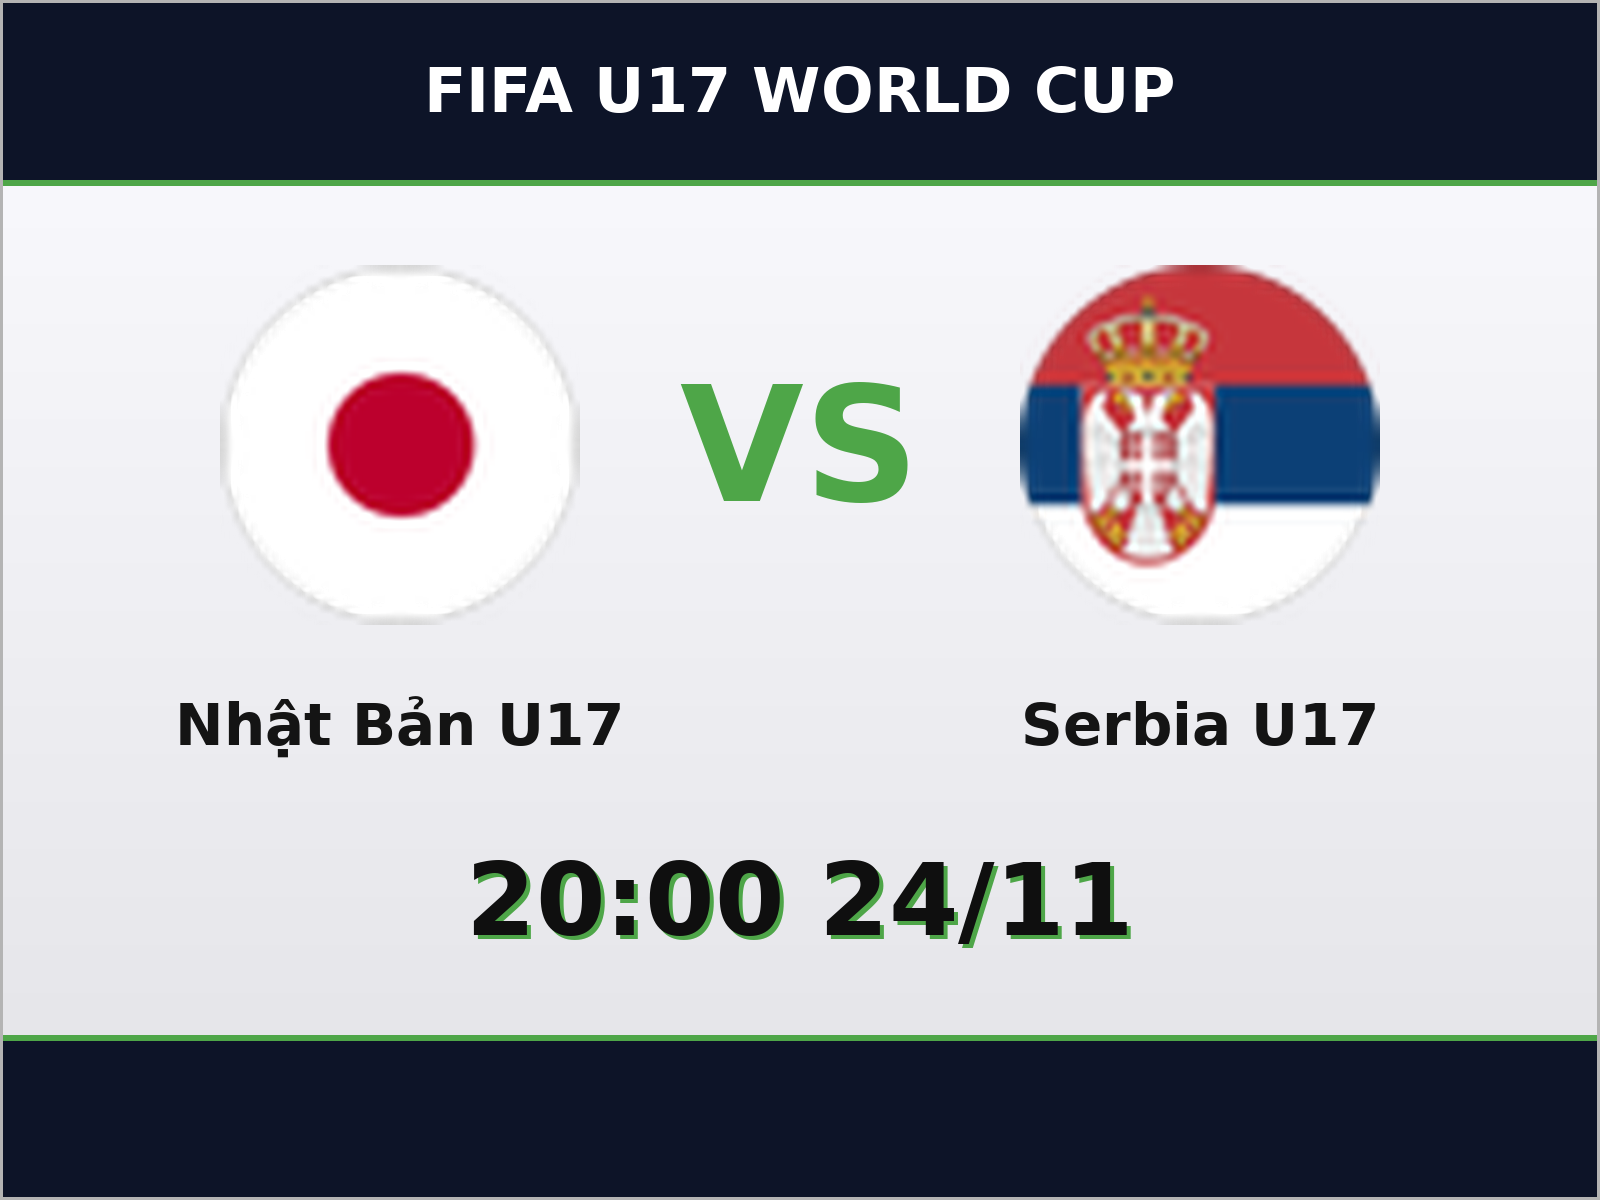 FIFA U17 WORLD CUP
VS
Nhật Bản U17
Serbia U17
20:00 24/11